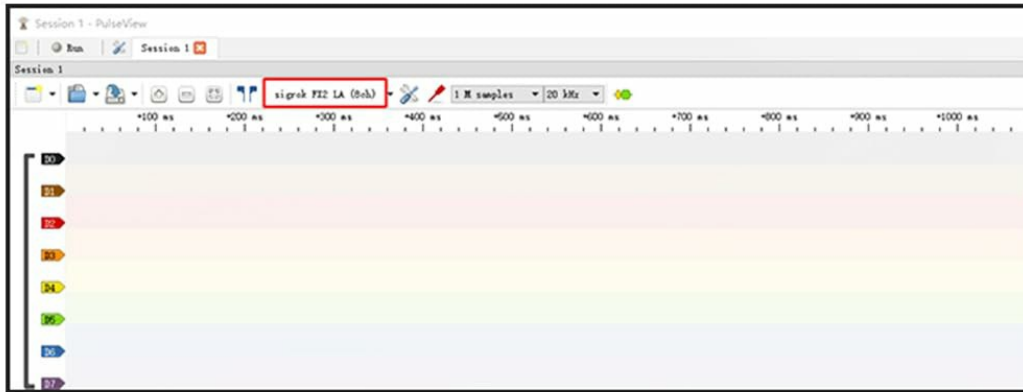 Session 1 - PulseView
Run Session 1
Session 1
sigrok FX2 LA (8ch) 1 M samples 20 kHz
+100 ms +200 ms +300 ms +400 ms +500 ms +600 ms +700 ms +800 ms +900 ms +1000 ms
D0
D1
D2
D3
D4
D5
D6
D7